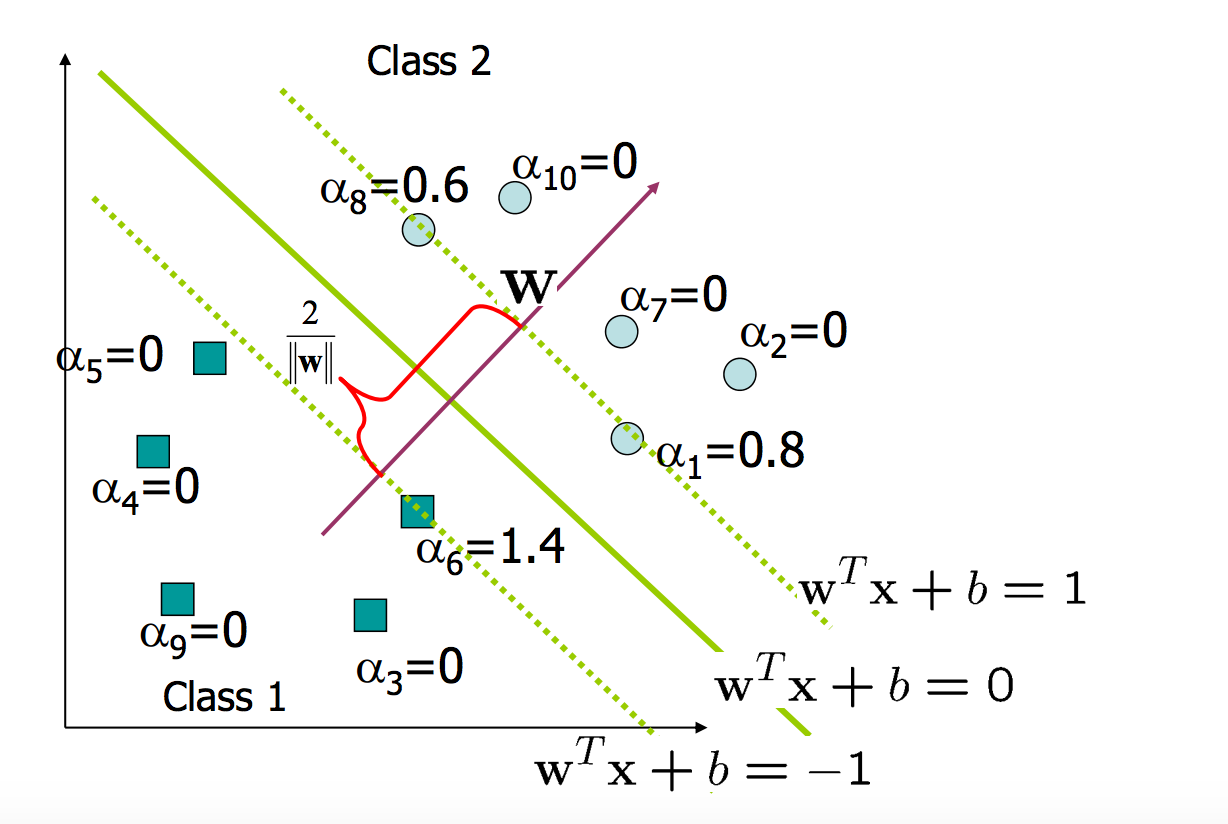 Class 2
α10=0
α8=0.6
w
α7=0
2
‖w‖
α2=0
α5=0
α1=0.8
α4=0
α6=1.4
wᵀx + b = 1
α9=0
α3=0
wᵀx + b = 0
Class 1
wᵀx + b = −1